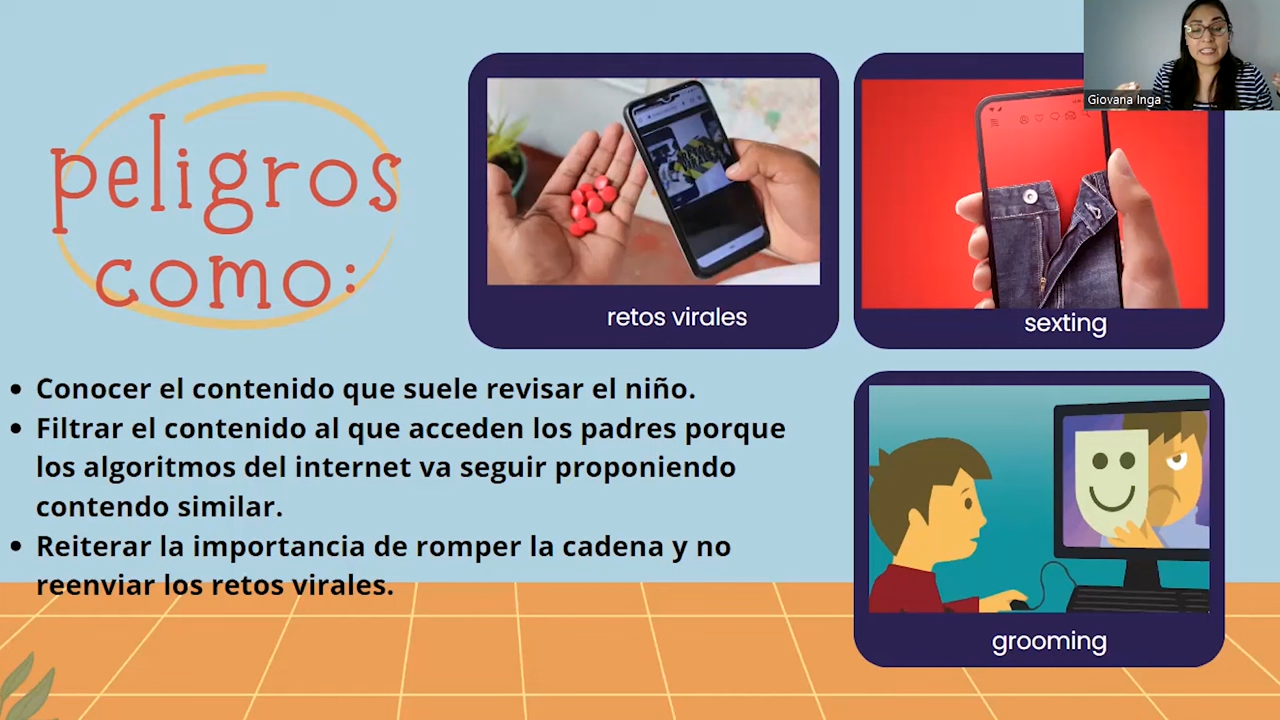 peligros
como:
retos virales
sexting
Giovana Inga
Conocer el contenido que suele revisar el niño.
Filtrar el contenido al que acceden los padres porque
los algoritmos del internet va seguir proponiendo
contendo similar.
Reiterar la importancia de romper la cadena y no
reenviar los retos virales.
grooming